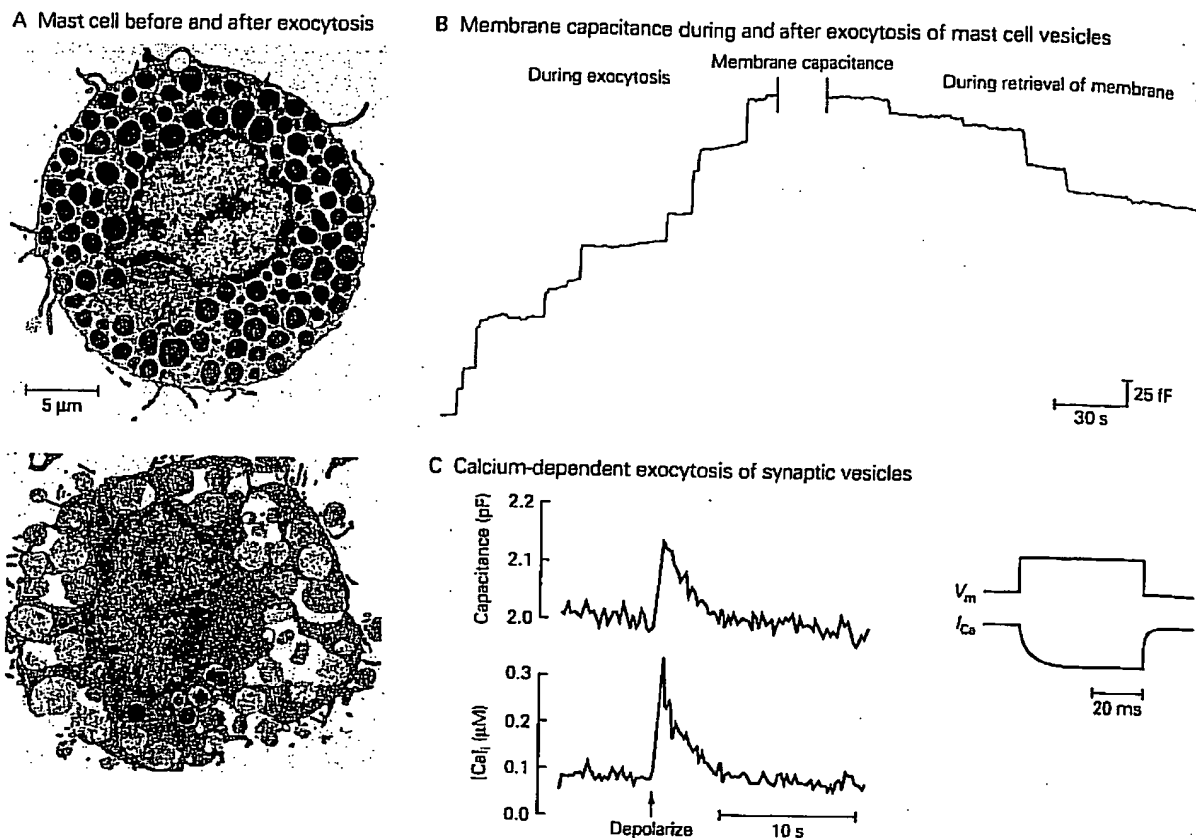 A Mast cell before and after exocytosis
5 μm
B Membrane capacitance during and after exocytosis of mast cell vesicles
During exocytosis
Membrane capacitance
During retrieval of membrane
25 fF
30 s
C Calcium-dependent exocytosis of synaptic vesicles
Capacitance (pF)
2.2
2.1
2.0
[Ca]i (μM)
0.3
0.2
0.1
0.0
Depolarize
10 s
Vm
ICa
20 ms